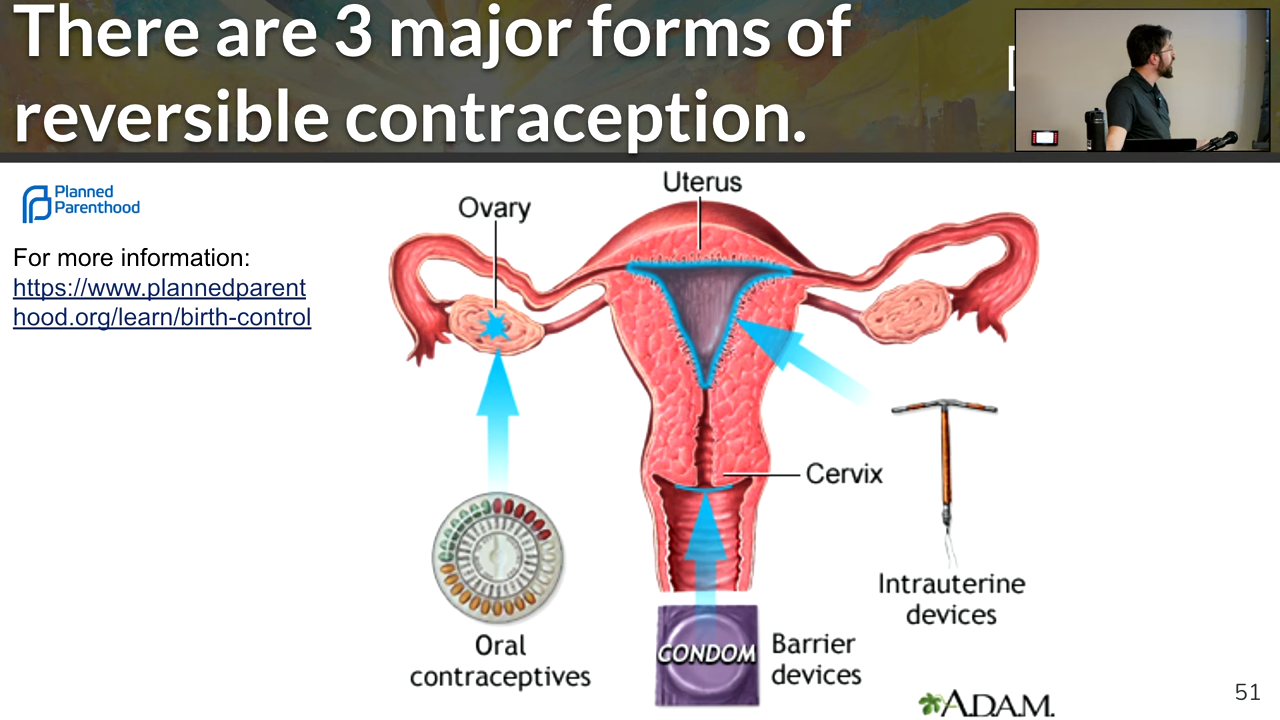 There are 3 major forms of
reversible contraception.
Planned
Parenthood
For more information:
https://www.plannedparent
hood.org/learn/birth-control
Uterus
Ovary
Cervix
Intrauterine
devices
Oral
contraceptives
CONDOM
Barrier
devices
A.D.A.M.
51